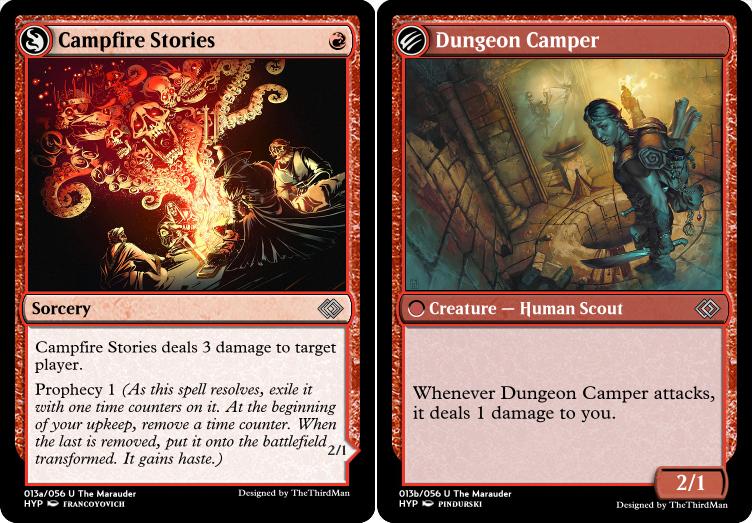 Campfire Stories
Sorcery
Campfire Stories deals 3 damage to target
player.
Prophecy 1 (As this spell resolves, exile it
with one time counters on it. At the beginning
of your upkeep, remove a time counter. When
the last is removed, put it onto the battlefield
transformed. It gains haste.)
2/1
013a/056 U The Marauder
HYP FRANCOYOVICH
Designed by TheThirdMan
Dungeon Camper
Creature — Human Scout
Whenever Dungeon Camper attacks,
it deals 1 damage to you.
2/1
013b/056 U The Marauder
HYP PINDURSKI
Designed by TheThirdMan